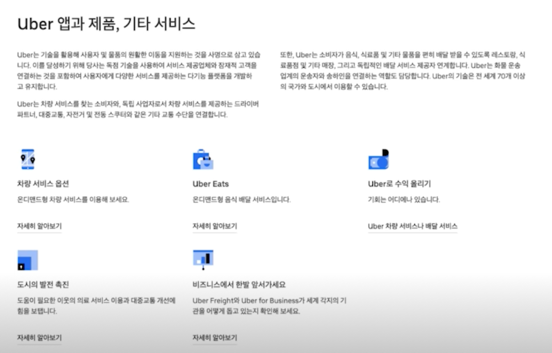 Uber 앱과 제품, 기타 서비스
Uber는 기술을 활용해 사용자 및 물품의 원활한 이동을 지원하는 것을 사명으로 삼고 있습니
다. 이를 달성하기 위해 당사는 독점 기술을 사용하여 서비스 제공업체와 잠재적 고객을
연결하는 것을 포함하여 사용자에게 다양한 서비스를 제공하는 다기능 플랫폼을 개발하
고 유지합니다.
Uber는 차량 서비스를 찾는 소비자와, 독립 사업자로서 차량 서비스를 제공하는 드라이버
파트너, 대중교통, 자전거 및 전동 스쿠터와 같은 기타 교통 수단을 연결합니다.
또한, Uber는 소비자가 음식, 식료품 및 기타 물품을 편히 배달 받을 수 있도록 레스토랑, 식
료품점 및 기타 매장, 그리고 독립적인 배달 서비스 제공자 연계합니다. Uber는 화물 운송
업계의 운송자와 송하인을 연결하는 역할도 담당합니다. Uber의 기술은 전 세계 70개 이상
의 국가와 도시에서 이용할 수 있습니다.
차량 서비스 옵션
온디맨드형 차량 서비스를 이용해 보세요.
자세히 알아보기
Uber Eats
온디맨드형 음식 배달 서비스입니다.
자세히 알아보기
Uber로 수익 올리기
기회는 어디에나 있습니다.
Uber 차량 서비스나 배달 서비스
도시의 발전 촉진
도움이 필요한 이웃의 의료 서비스 이용과 대중교통 개선에
힘을 보탭니다.
자세히 알아보기
비즈니스에서 한발 앞서가세요
Uber Freight와 Uber for Business가 세계 각지의 기
관을 어떻게 돕고 있는지 확인해 보세요.
자세히 알아보기